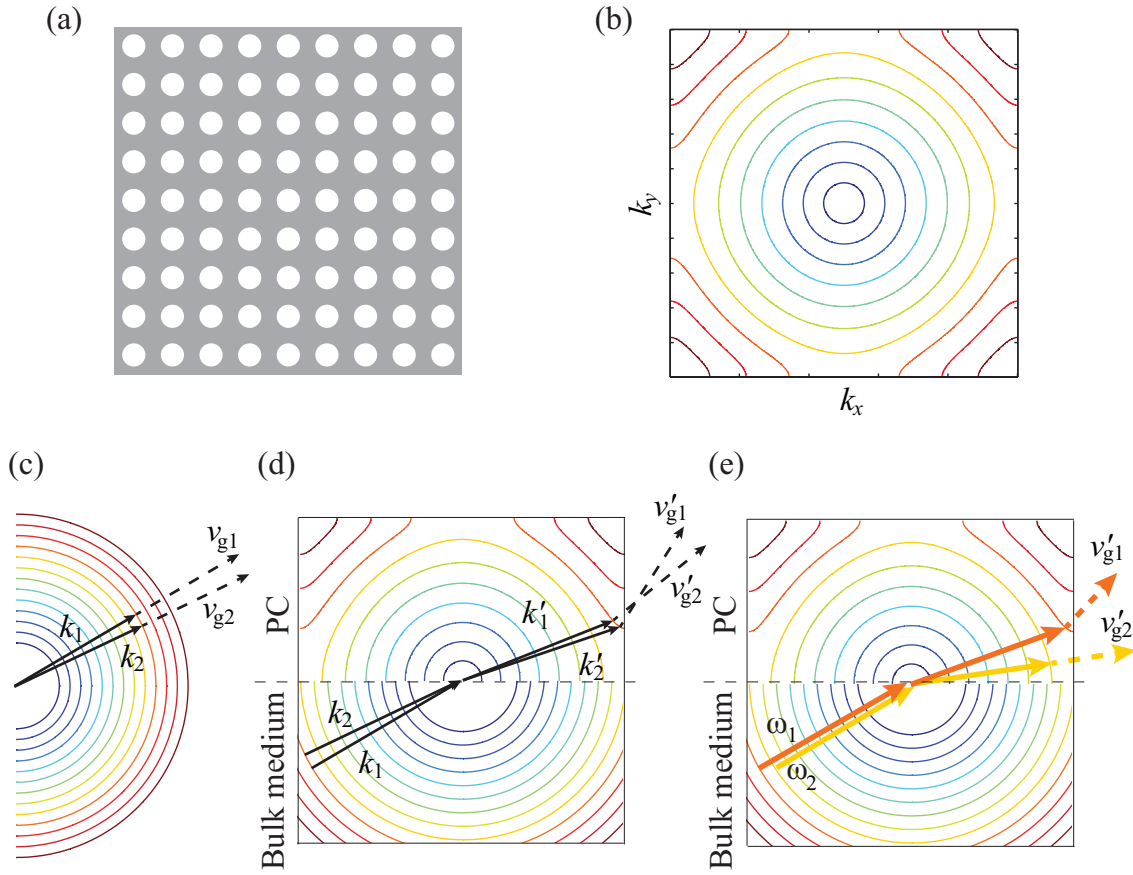 (a)
(b)
k_y
k_x
(c)
(d)
(e)
v_g1
v_g2
k_1
k_2
PC
Bulk medium
k'_1
k'_2
v'_g1
v'_g2
k_2
k_1
PC
Bulk medium
v'_g1
v'_g2
ω_1
ω_2